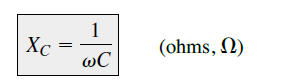 X_C = 1/ωC (ohms, Ω)